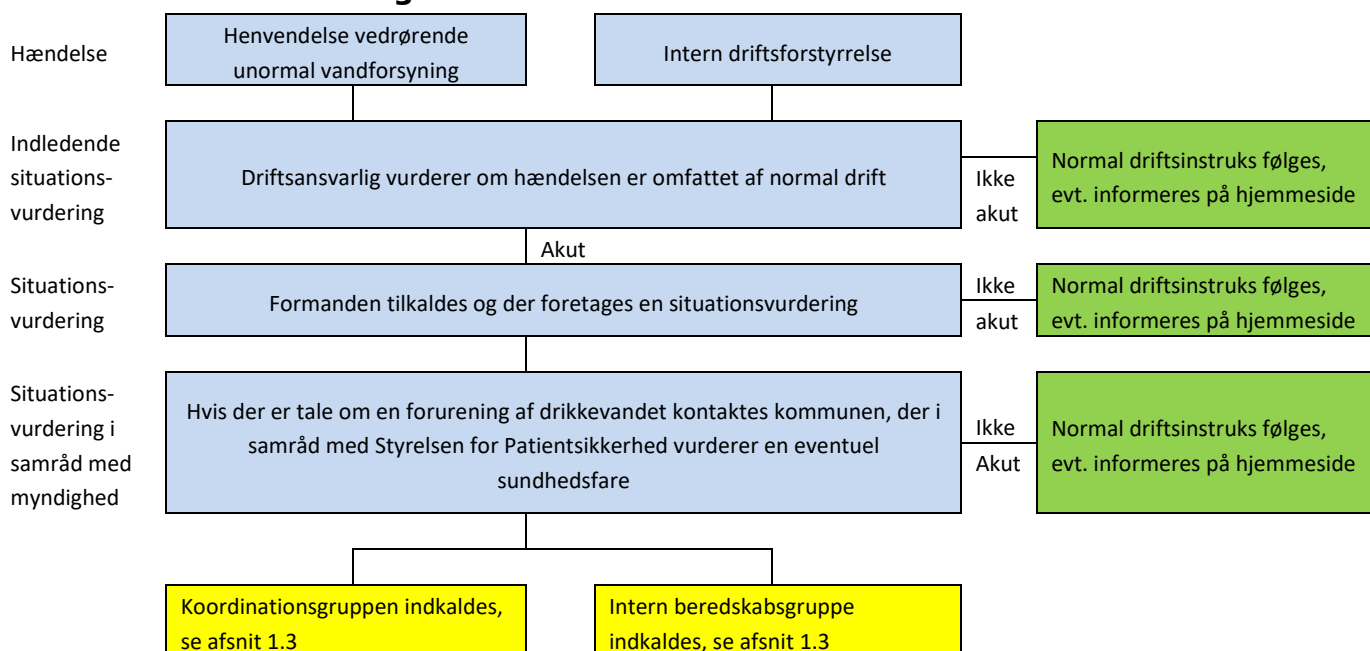 g
Hændelse
Henvendelse vedrørende
unormal vandforsyning
Intern driftsforstyrrelse
Indledende
situations-
vurdering
Driftsansvarlig vurderer om hændelsen er omfattet af normal drift
Ikke
akut
Normal driftsinstruks følges,
evt. informeres på hjemmeside
Akut
Situations-
vurdering
Formanden tilkaldes og der foretages en situationsvurdering
Ikke
akut
Normal driftsinstruks følges,
evt. informeres på hjemmeside
Situations-
vurdering i
samråd med
myndighed
Hvis der er tale om en forurening af drikkevandet kontaktes kommunen, der i
samråd med Styrelsen for Patientsikkerhed vurderer en eventuel
sundhedsfare
Ikke
Akut
Normal driftsinstruks følges,
evt. informeres på hjemmeside
Koordinationsgruppen indkaldes,
se afsnit 1.3
Intern beredskabsgruppe
indkaldes, se afsnit 1.3